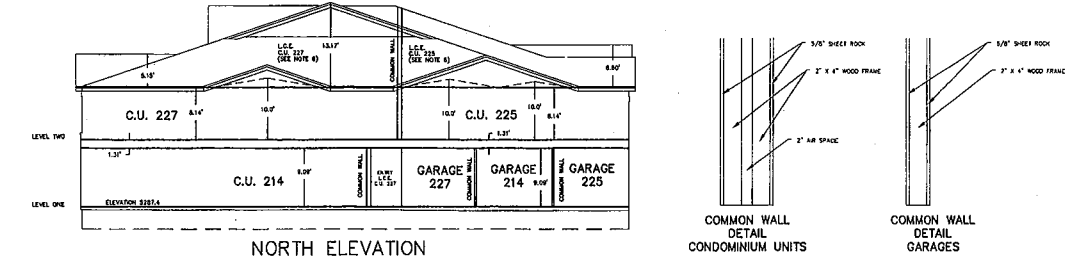 L.C.E.
C.U. 227
(SEE NOTE 6)
13.17'
COMMON WALL
L.C.E.
C.U. 225
(SEE NOTE 6)
5.15'
6.60'
C.U. 227
8.14'
10.0'
10.0'
C.U. 225
10.0'
8.14'
LEVEL TWO
1.31'
1.31'
C.U. 214
9.09'
COMMON WALL
ENTRY
L.C.E.
C.U. 227
GARAGE
227
COMMON WALL
GARAGE
214
9.09'
COMMON WALL
GARAGE
225
LEVEL ONE
ELEVATION 5287.4
NORTH ELEVATION
5/8" SHEET ROCK
2" X 4" WOOD FRAME
2" AIR SPACE
COMMON WALL
DETAIL
CONDOMINIUM UNITS
5/8" SHEET ROCK
2" X 4" WOOD FRAME
COMMON WALL
DETAIL
GARAGES